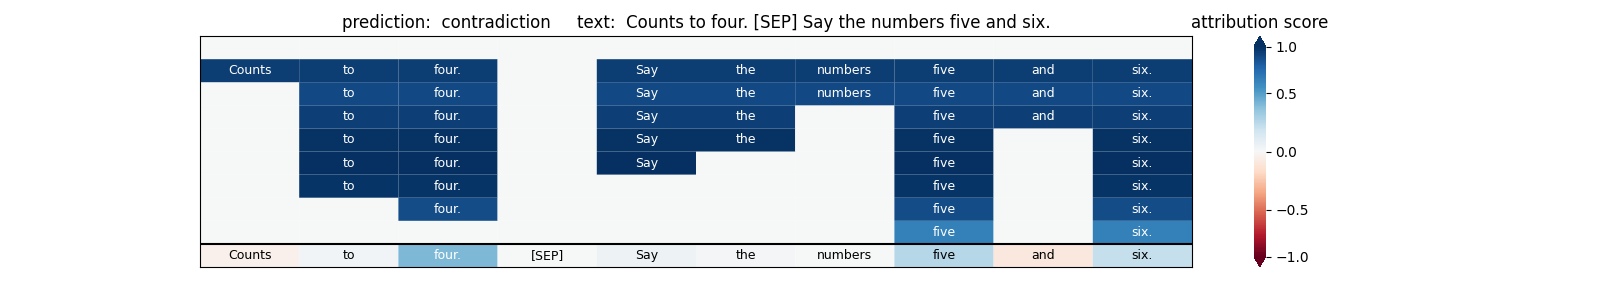 prediction:  contradiction     text:  Counts to four. [SEP] Say the numbers five and six.
attribution score
Counts to four. Say the numbers five and six.
to four. Say the numbers five and six.
to four. Say the five and six.
to four. Say the five six.
to four. Say five six.
to four. five six.
four. five six.
five six.
Counts to four. [SEP] Say the numbers five and six.
1.0
0.5
0.0
−0.5
−1.0